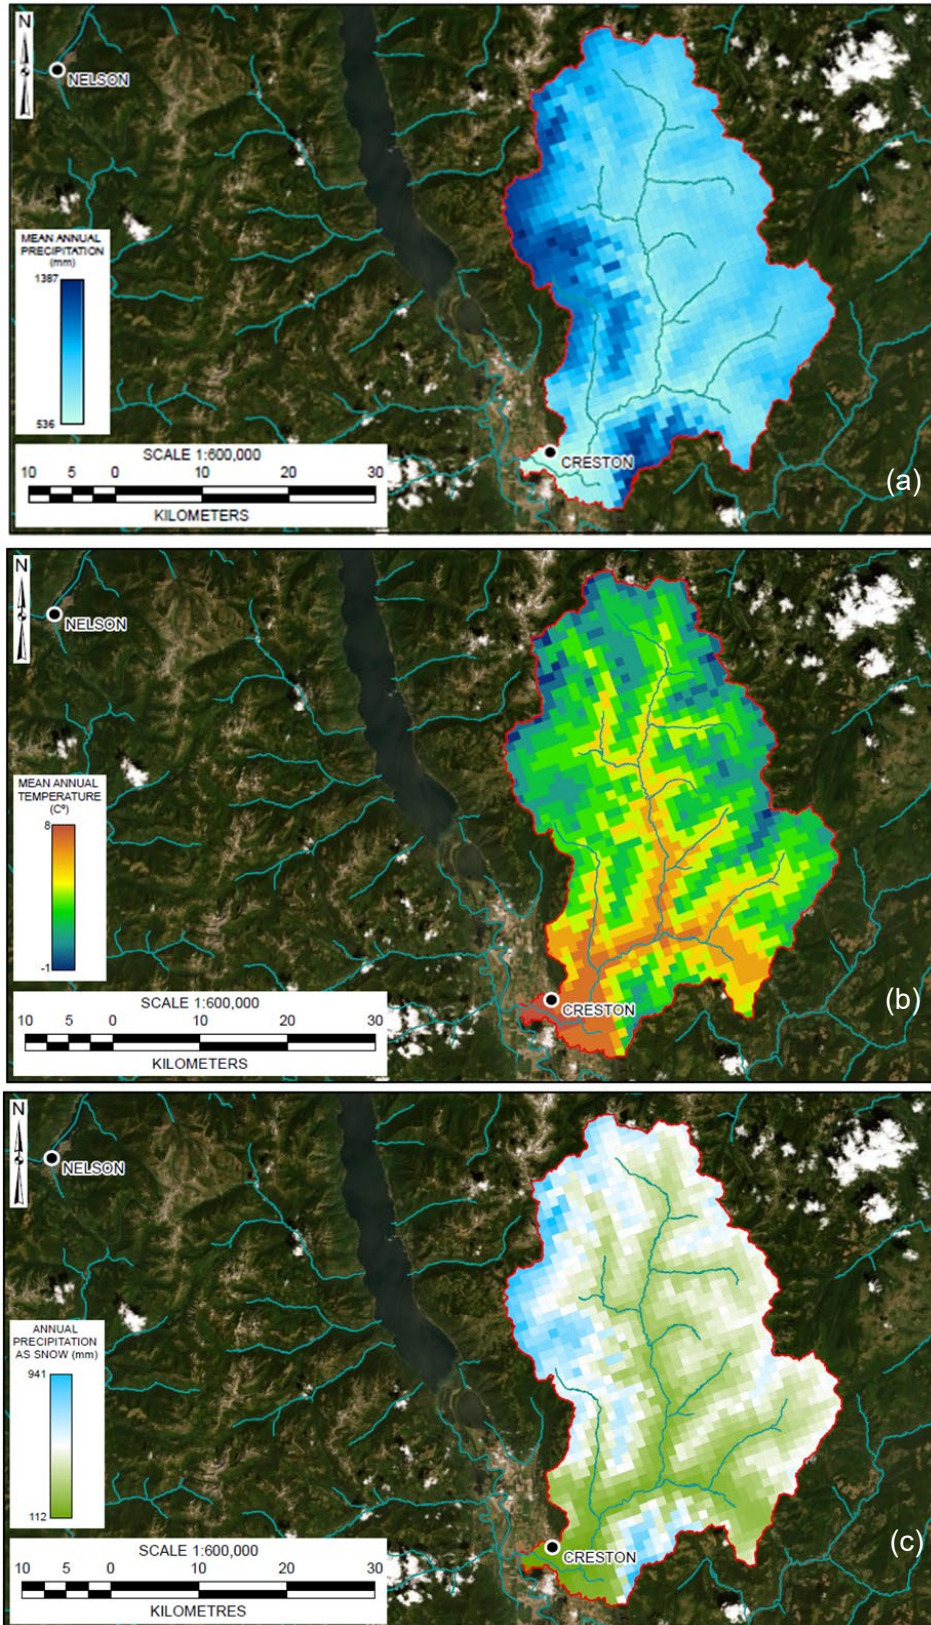 N
NELSON
MEAN ANNUAL
PRECIPITATION
(mm)
1387
536
SCALE 1:600,000
10 5 0 10 20 30
KILOMETERS
CRESTON
(a)
N
NELSON
MEAN ANNUAL
TEMPERATURE
(C°)
8
-1
SCALE 1:600,000
10 5 0 10 20 30
KILOMETERS
CRESTON
(b)
N
NELSON
ANNUAL
PRECIPITATION
AS SNOW (mm)
941
112
SCALE 1:600,000
10 5 0 10 20 30
KILOMETRES
CRESTON
(c)